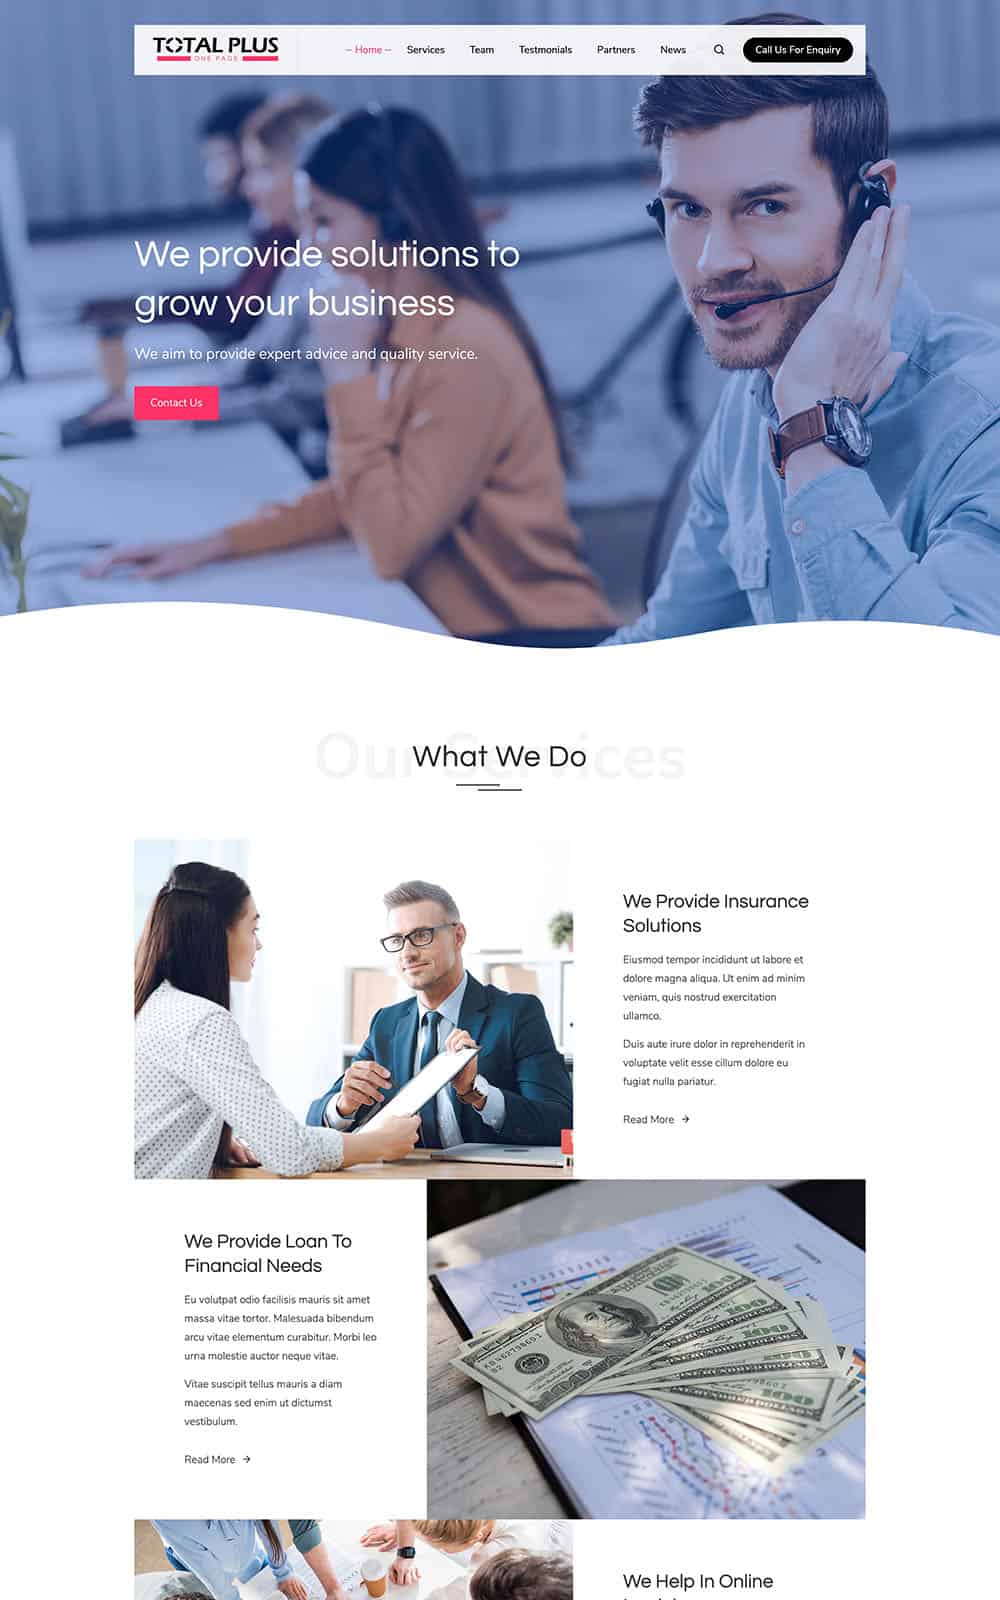 TOTAL PLUS
ONE PAGE
Home
Services
Team
Testmonials
Partners
News
Call Us For Enquiry
We provide solutions to
grow your business
We aim to provide expert advice and quality service.
Contact Us
Our Services
What We Do
We Provide Insurance
Solutions
Eiusmod tempor incididunt ut labore et
dolore magna aliqua. Ut enim ad minim
veniam, quis nostrud exercitation
ullamco.
Duis aute irure dolor in reprehenderit in
voluptate velit esse cillum dolore eu
fugiat nulla pariatur.
Read More
We Provide Loan To
Financial Needs
Eu volutpat odio facilisis mauris sit amet
massa vitae tortor. Malesuada bibendum
arcu vitae elementum curabitur. Morbi leo
urna molestie auctor neque vitae.
Vitae suscipit tellus mauris a diam
maecenas sed enim ut dictumst
vestibulum.
Read More
100
100
100
100
We Help In Online